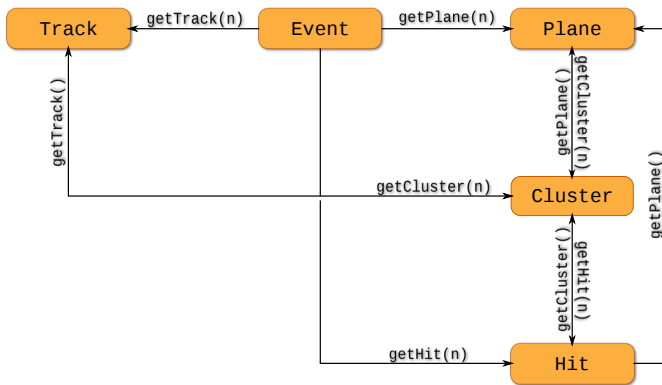 Track
getTrack(n)
Event
getPlane(n)
Plane
getTrack()
getPlane()
getCluster(n)
getPlane()
getCluster(n)
Cluster
getCluster()
getHit(n)
getHit(n)
Hit